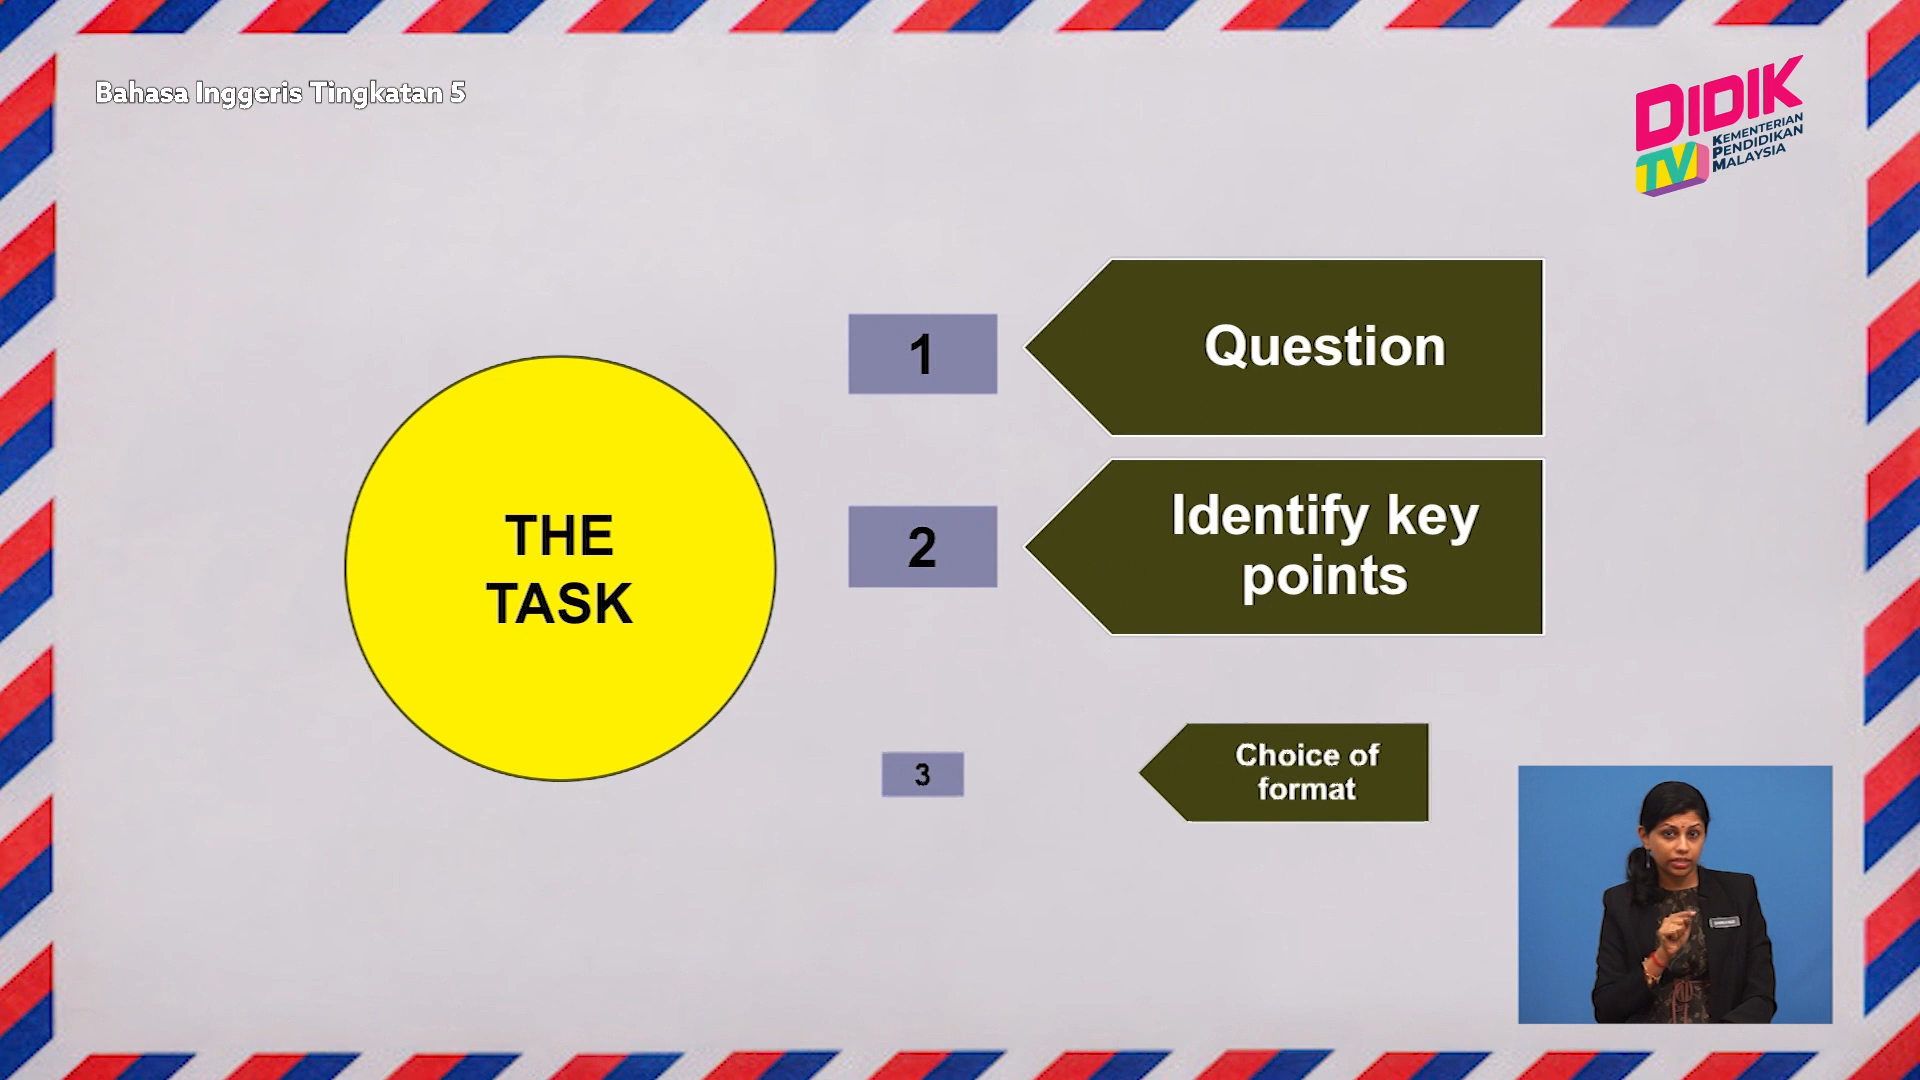 Bahasa Inggeris Tingkatan 5
DIDIK
TV
KEMENTERIAN
PENDIDIKAN
MALAYSIA
1
Question
THE
TASK
2
Identify key
points
3
Choice of
format